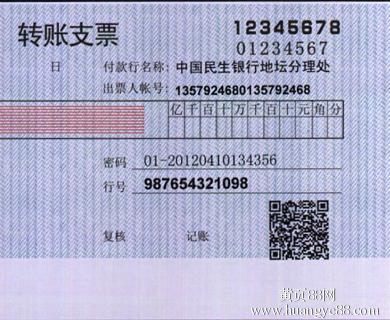 转账支票
12345678
01234567
日 付款行名称：中国民生银行地坛分理处
出票人帐号：1357924680135792468
亿千百十万千百十元角分
密码 01-20120410134356
行号 987654321098
复核 记账
黄页88网
www.huangye88.com